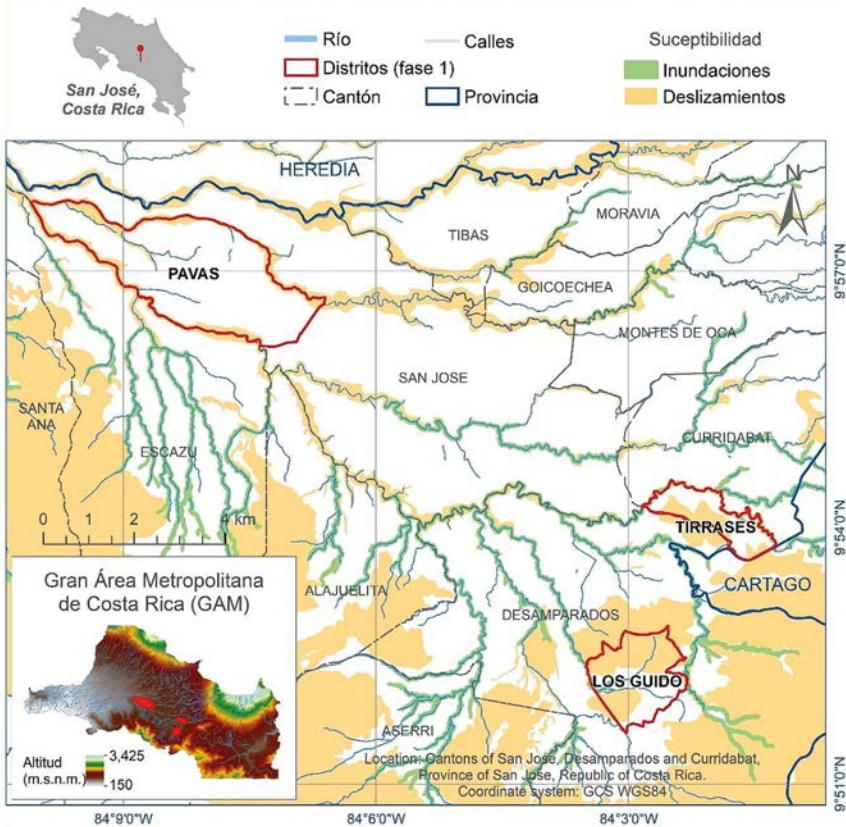 San José,
Costa Rica
Río
Calles
Suceptibilidad
Distritos (fase 1)
Inundaciones
Cantón
Provincia
Deslizamientos
HEREDIA
N
MORAVIA
TIBAS
PAVAS
9°57'0"N
GOICOECHEA
MONTES DE OCA
SAN JOSE
SANTA
ANA
ESCAZU
CURRIDABAT
0 1 2 4 km
TIRRASES
9°54'0"N
Gran Área Metropolitana
de Costa Rica (GAM)
ALAJUELITA
CARTAGO
DESAMPARADOS
LOS GUIDO
ASERRI
Altitud
(m.s.n.m.)
3,425
150
Location: Cantons of San Jose, Desamparados and Curridabat,
Province of San Jose, Republic of Costa Rica.
Coordinate system: GCS WGS84
9°51'0"N
84°9'0"W
84°6'0"W
84°3'0"W